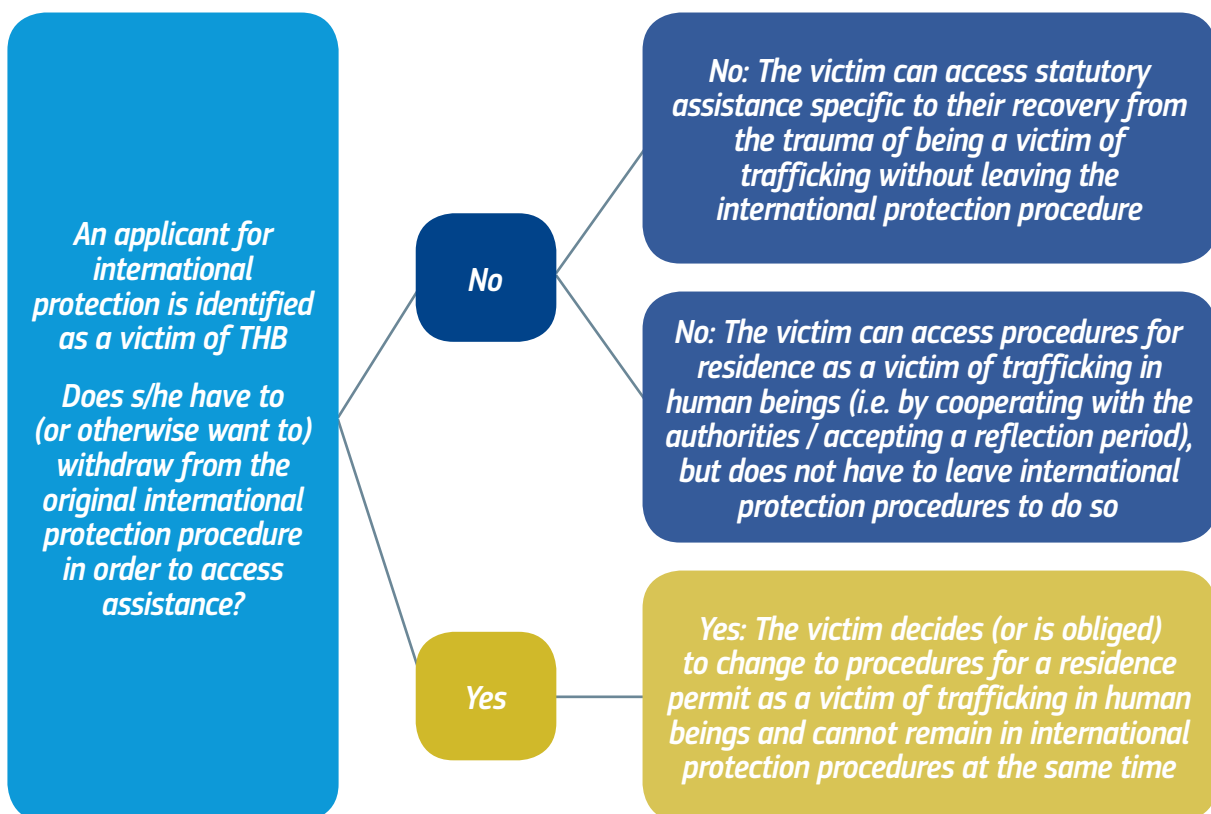 An applicant for
international
protection is identified
as a victim of THB
Does s/he have to
(or otherwise want to)
withdraw from the
original international
protection procedure
in order to access
assistance?
No
No: The victim can access statutory
assistance specific to their recovery from
the trauma of being a victim of
trafficking without leaving the
international protection procedure
No: The victim can access procedures for
residence as a victim of trafficking in
human beings (i.e. by cooperating with the
authorities / accepting a reflection period),
but does not have to leave international
protection procedures to do so
Yes
Yes: The victim decides (or is obliged)
to change to procedures for a residence
permit as a victim of trafficking in human
beings and cannot remain in international
protection procedures at the same time